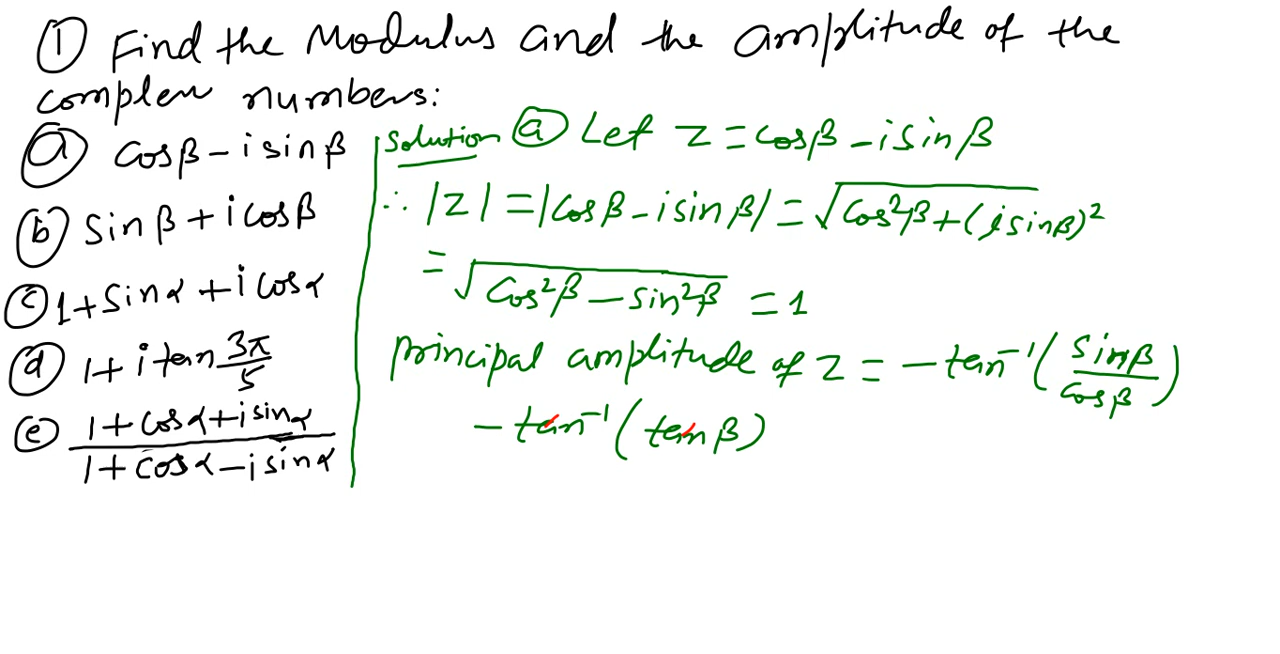 ① Find the Modulus and the amplitude of the
complex numbers:
ⓐ cosβ - i sinβ
ⓑ Sinβ + i cosβ
ⓒ 1 + Sinα + i cosα
ⓓ 1 + i tan 3π/5
ⓔ (1 + cosα + i sinα)/(1 + cosα - i sinα)
Solution ⓐ Let z = cosβ - i sinβ
∴ |z| = |cosβ - i sinβ| = √(cos²β + (i sinβ)²)
= √(cos²β - sin²β) = 1
principal amplitude of z = -tan⁻¹(sinβ/cosβ)
-tan⁻¹(tanβ)